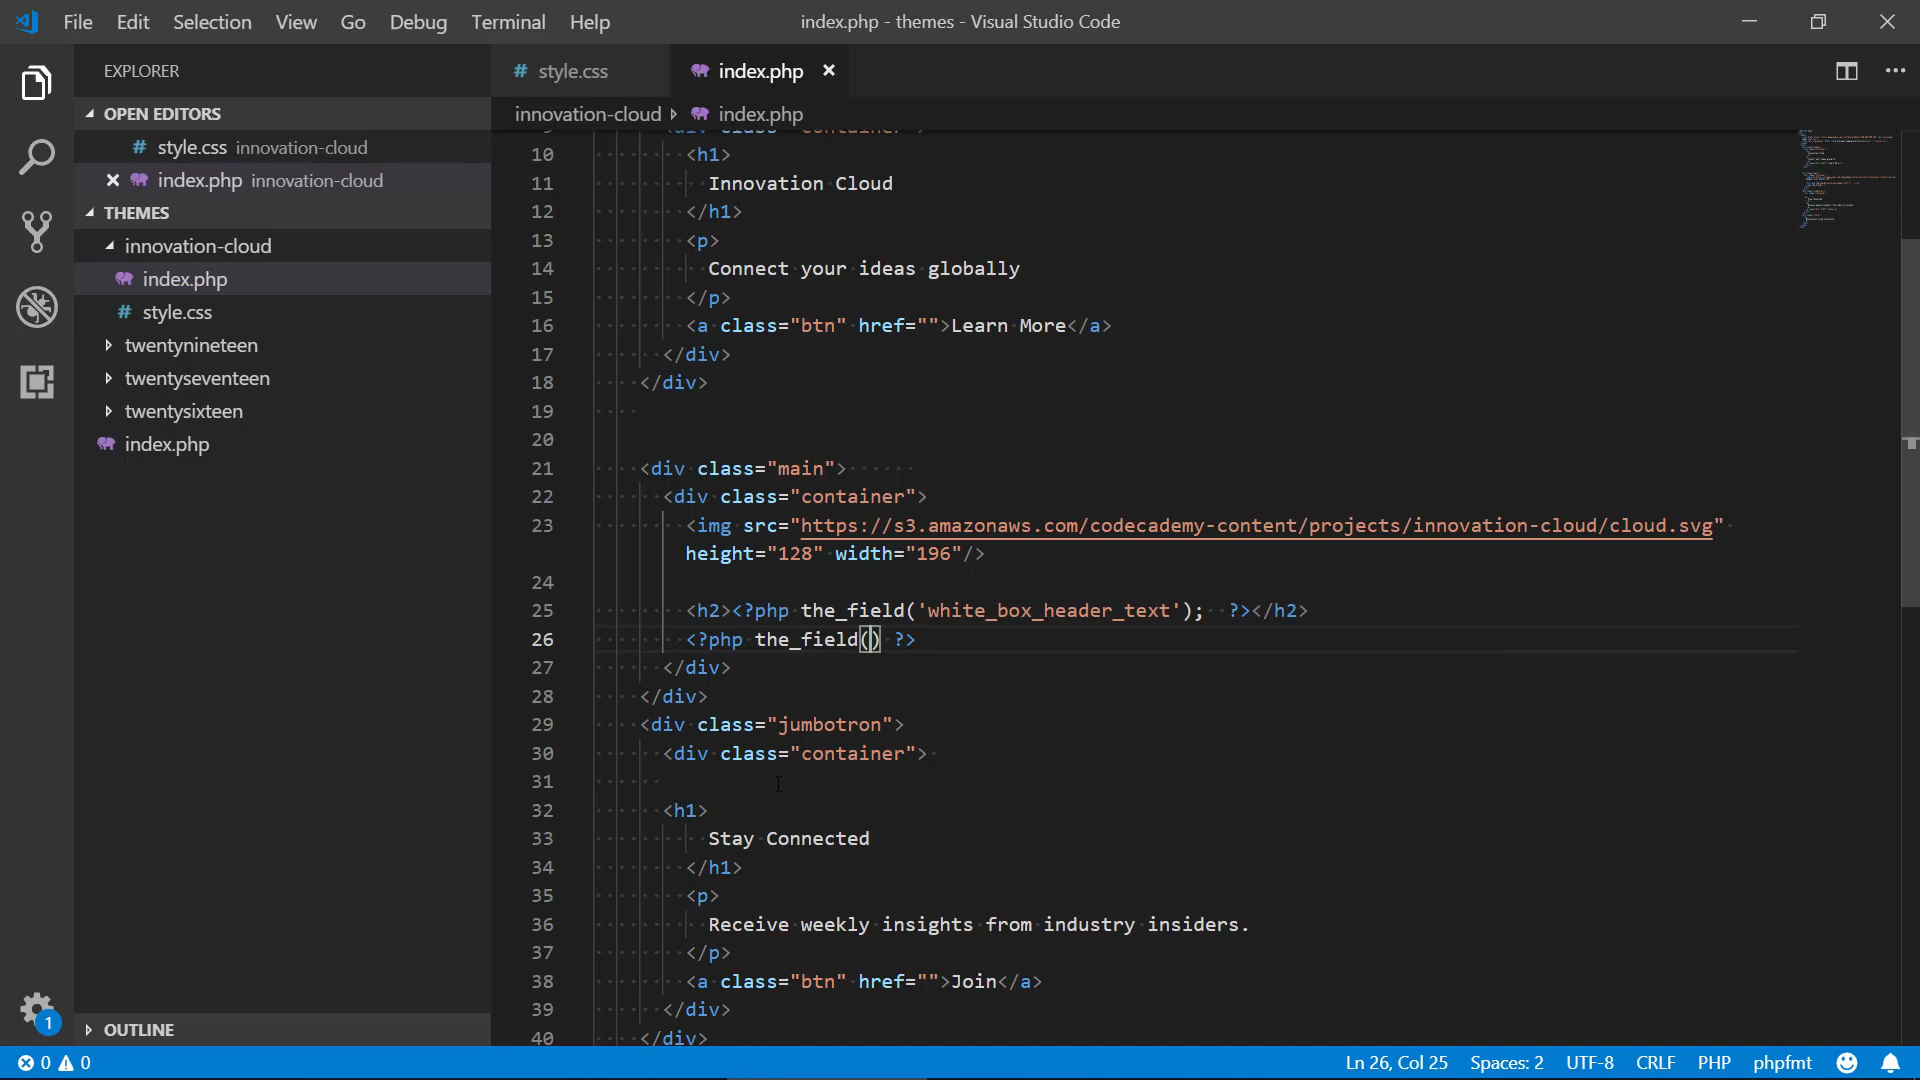 File Edit Selection View Go Debug Terminal Help
index.php - themes - Visual Studio Code
EXPLORER
OPEN EDITORS
# style.css innovation-cloud
index.php innovation-cloud
THEMES
innovation-cloud
index.php
# style.css
twentynineteen
twentyseventeen
twentysixteen
index.php
OUTLINE
1
# style.css
index.php
innovation-cloud index.php
10 <h1>
11 Innovation Cloud
12 </h1>
13 <p>
14 Connect your ideas globally
15 </p>
16 <a class="btn" href="">Learn More</a>
17 </div>
18 </div>
19
20
21 <div class="main">
22 <div class="container">
23 <img src="https://s3.amazonaws.com/codecademy-content/projects/innovation-cloud/cloud.svg"
height="128" width="196"/>
24
25 <h2><?php the_field('white_box_header_text'); ?></h2>
26 <?php the_field() ?>
27 </div>
28 </div>
29 <div class="jumbotron">
30 <div class="container">
31
32 <h1>
33 Stay Connected
34 </h1>
35 <p>
36 Receive weekly insights from industry insiders.
37 </p>
38 <a class="btn" href="">Join</a>
39 </div>
40 </div>
0 0
Ln 26, Col 25 Spaces: 2 UTF-8 CRLF PHP phpfmt